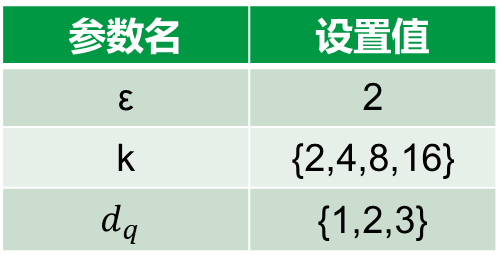 参数名 设置值
ε 2
k {2,4,8,16}
d_q {1,2,3}